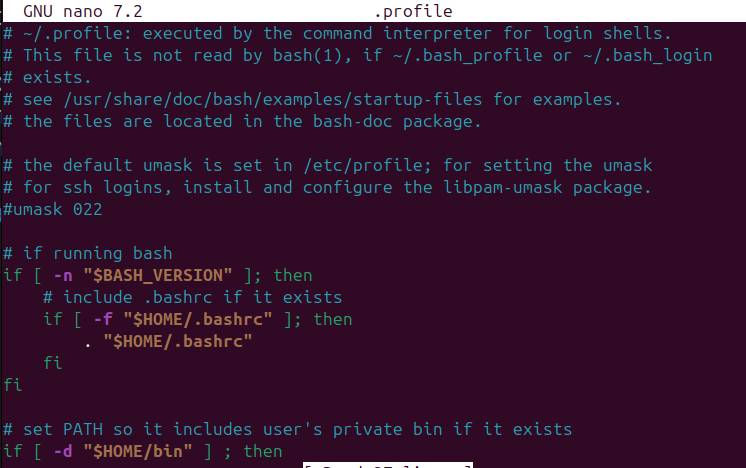 GNU nano 7.2 .profile
# ~/.profile: executed by the command interpreter for login shells.
# This file is not read by bash(1), if ~/.bash_profile or ~/.bash_login
# exists.
# see /usr/share/doc/bash/examples/startup-files for examples.
# the files are located in the bash-doc package.

# the default umask is set in /etc/profile; for setting the umask
# for ssh logins, install and configure the libpam-umask package.
#umask 022

# if running bash
if [ -n "$BASH_VERSION" ]; then
    # include .bashrc if it exists
    if [ -f "$HOME/.bashrc" ]; then
        . "$HOME/.bashrc"
    fi
fi

# set PATH so it includes user's private bin if it exists
if [ -d "$HOME/bin" ] ; then